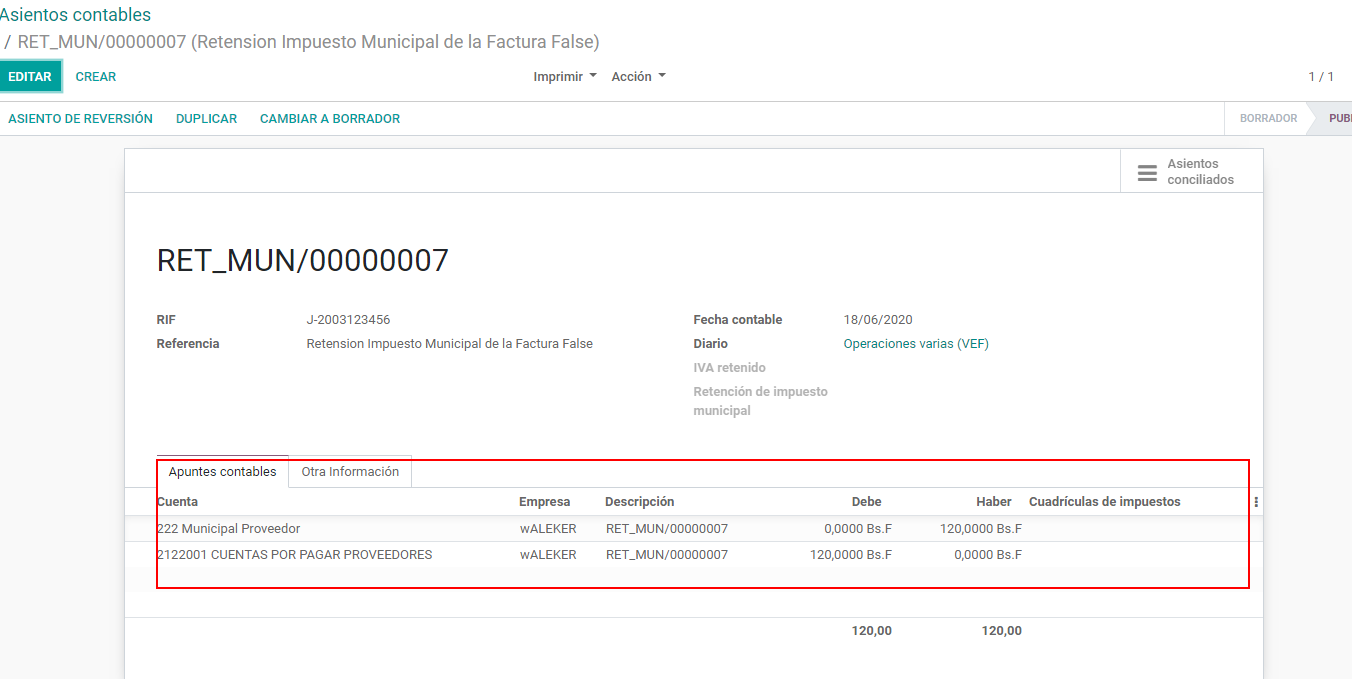 Asientos contables
/ RET_MUN/00000007 (Retension Impuesto Municipal de la Factura False)
EDITAR CREAR Imprimir Acción 1 / 1
ASIENTO DE REVERSIÓN DUPLICAR CAMBIAR A BORRADOR BORRADOR PUB
Asientos
conciliados
RET_MUN/00000007
RIF J-2003123456 Fecha contable 18/06/2020
Referencia Retension Impuesto Municipal de la Factura False Diario Operaciones varias (VEF)
IVA retenido
Retención de impuesto
municipal
Apuntes contables Otra Información
Cuenta Empresa Descripción Debe Haber Cuadrículas de impuestos
222 Municipal Proveedor wALEKER RET_MUN/00000007 0,0000 Bs.F 120,0000 Bs.F
2122001 CUENTAS POR PAGAR PROVEEDORES wALEKER RET_MUN/00000007 120,0000 Bs.F 0,0000 Bs.F
120,00 120,00